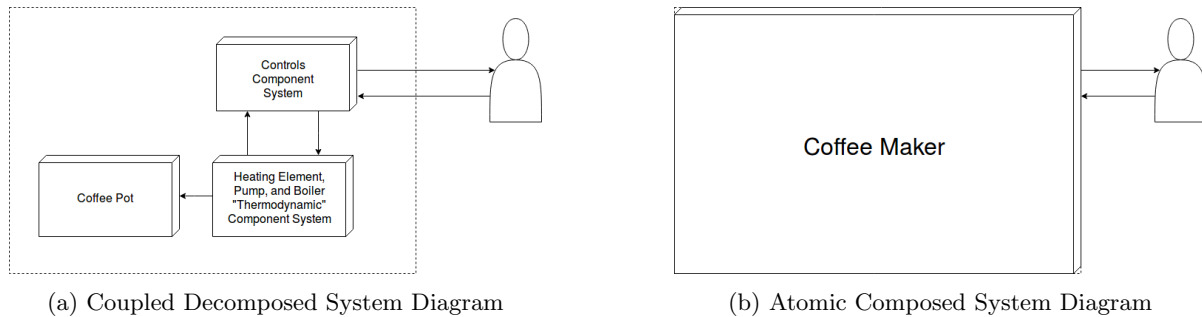 Controls
Component
System
Coffee Pot
Heating Element,
Pump, and Boiler
"Thermodynamic"
Component System
(a) Coupled Decomposed System Diagram
Coffee Maker
(b) Atomic Composed System Diagram